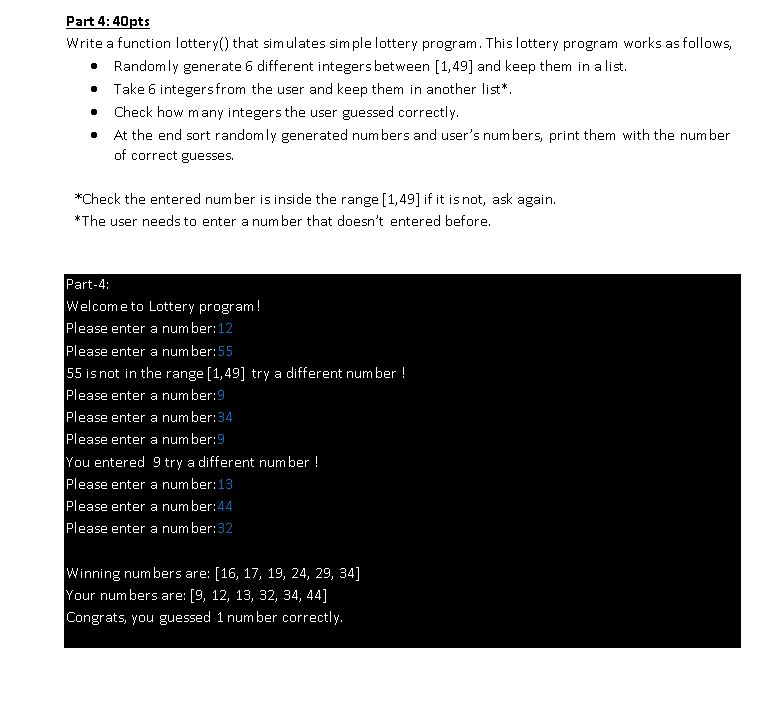 Part 4: 40pts
Write a function lottery() that simulates simple lottery program. This lottery program works as follows,
• Randomly generate 6 different integers between [1,49] and keep them in a list.
• Take 6 integers from the user and keep them in another list*.
• Check how many integers the user guessed correctly.
• At the end sort randomly generated numbers and user's numbers, print them with the number
of correct guesses.
*Check the entered number is inside the range [1,49] if it is not, ask again.
*The user needs to enter a number that doesn't entered before.
Part-4:
Welcome to Lottery program!
Please enter a number:12
Please enter a number:55
55 is not in the range [1,49] try a different number !
Please enter a number:9
Please enter a number:34
Please enter a number:9
You entered 9 try a different number !
Please enter a number:13
Please enter a number:44
Please enter a number:32
Winning numbers are: [16, 17, 19, 24, 29, 34]
Your numbers are: [9, 12, 13, 32, 34, 44]
Congrats, you guessed 1 number correctly.